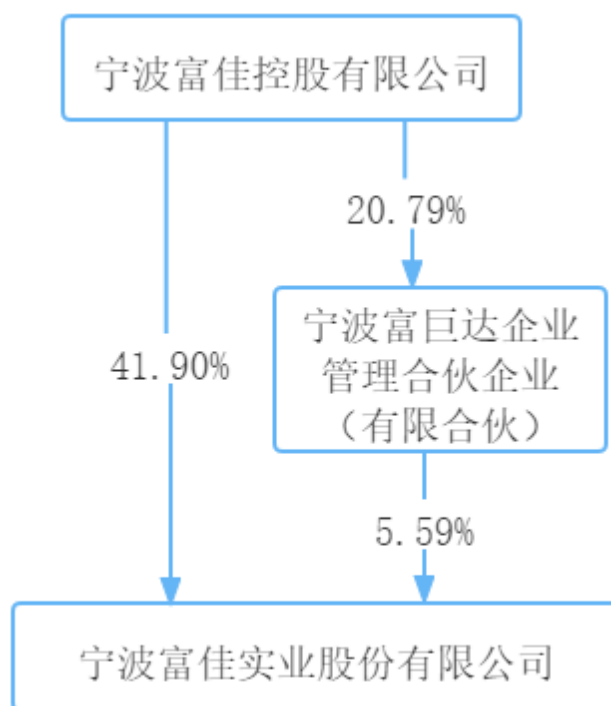 宁波富佳控股有限公司
20.79%
宁波富巨达企业
管理合伙企业
（有限合伙）
41.90%
5.59%
宁波富佳实业股份有限公司